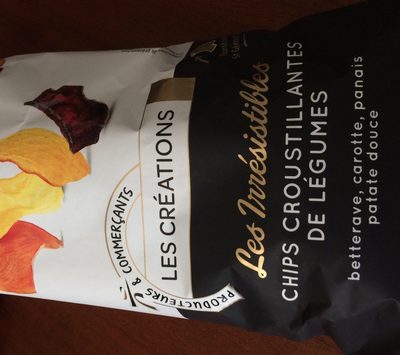 PRODUCTEURS & COMMERÇANTS
LES CRÉATIONS
Les Irrésistibles
CHIPS CROUSTILLANTES
DE LÉGUMES
betterave, carotte, panais
patate douce